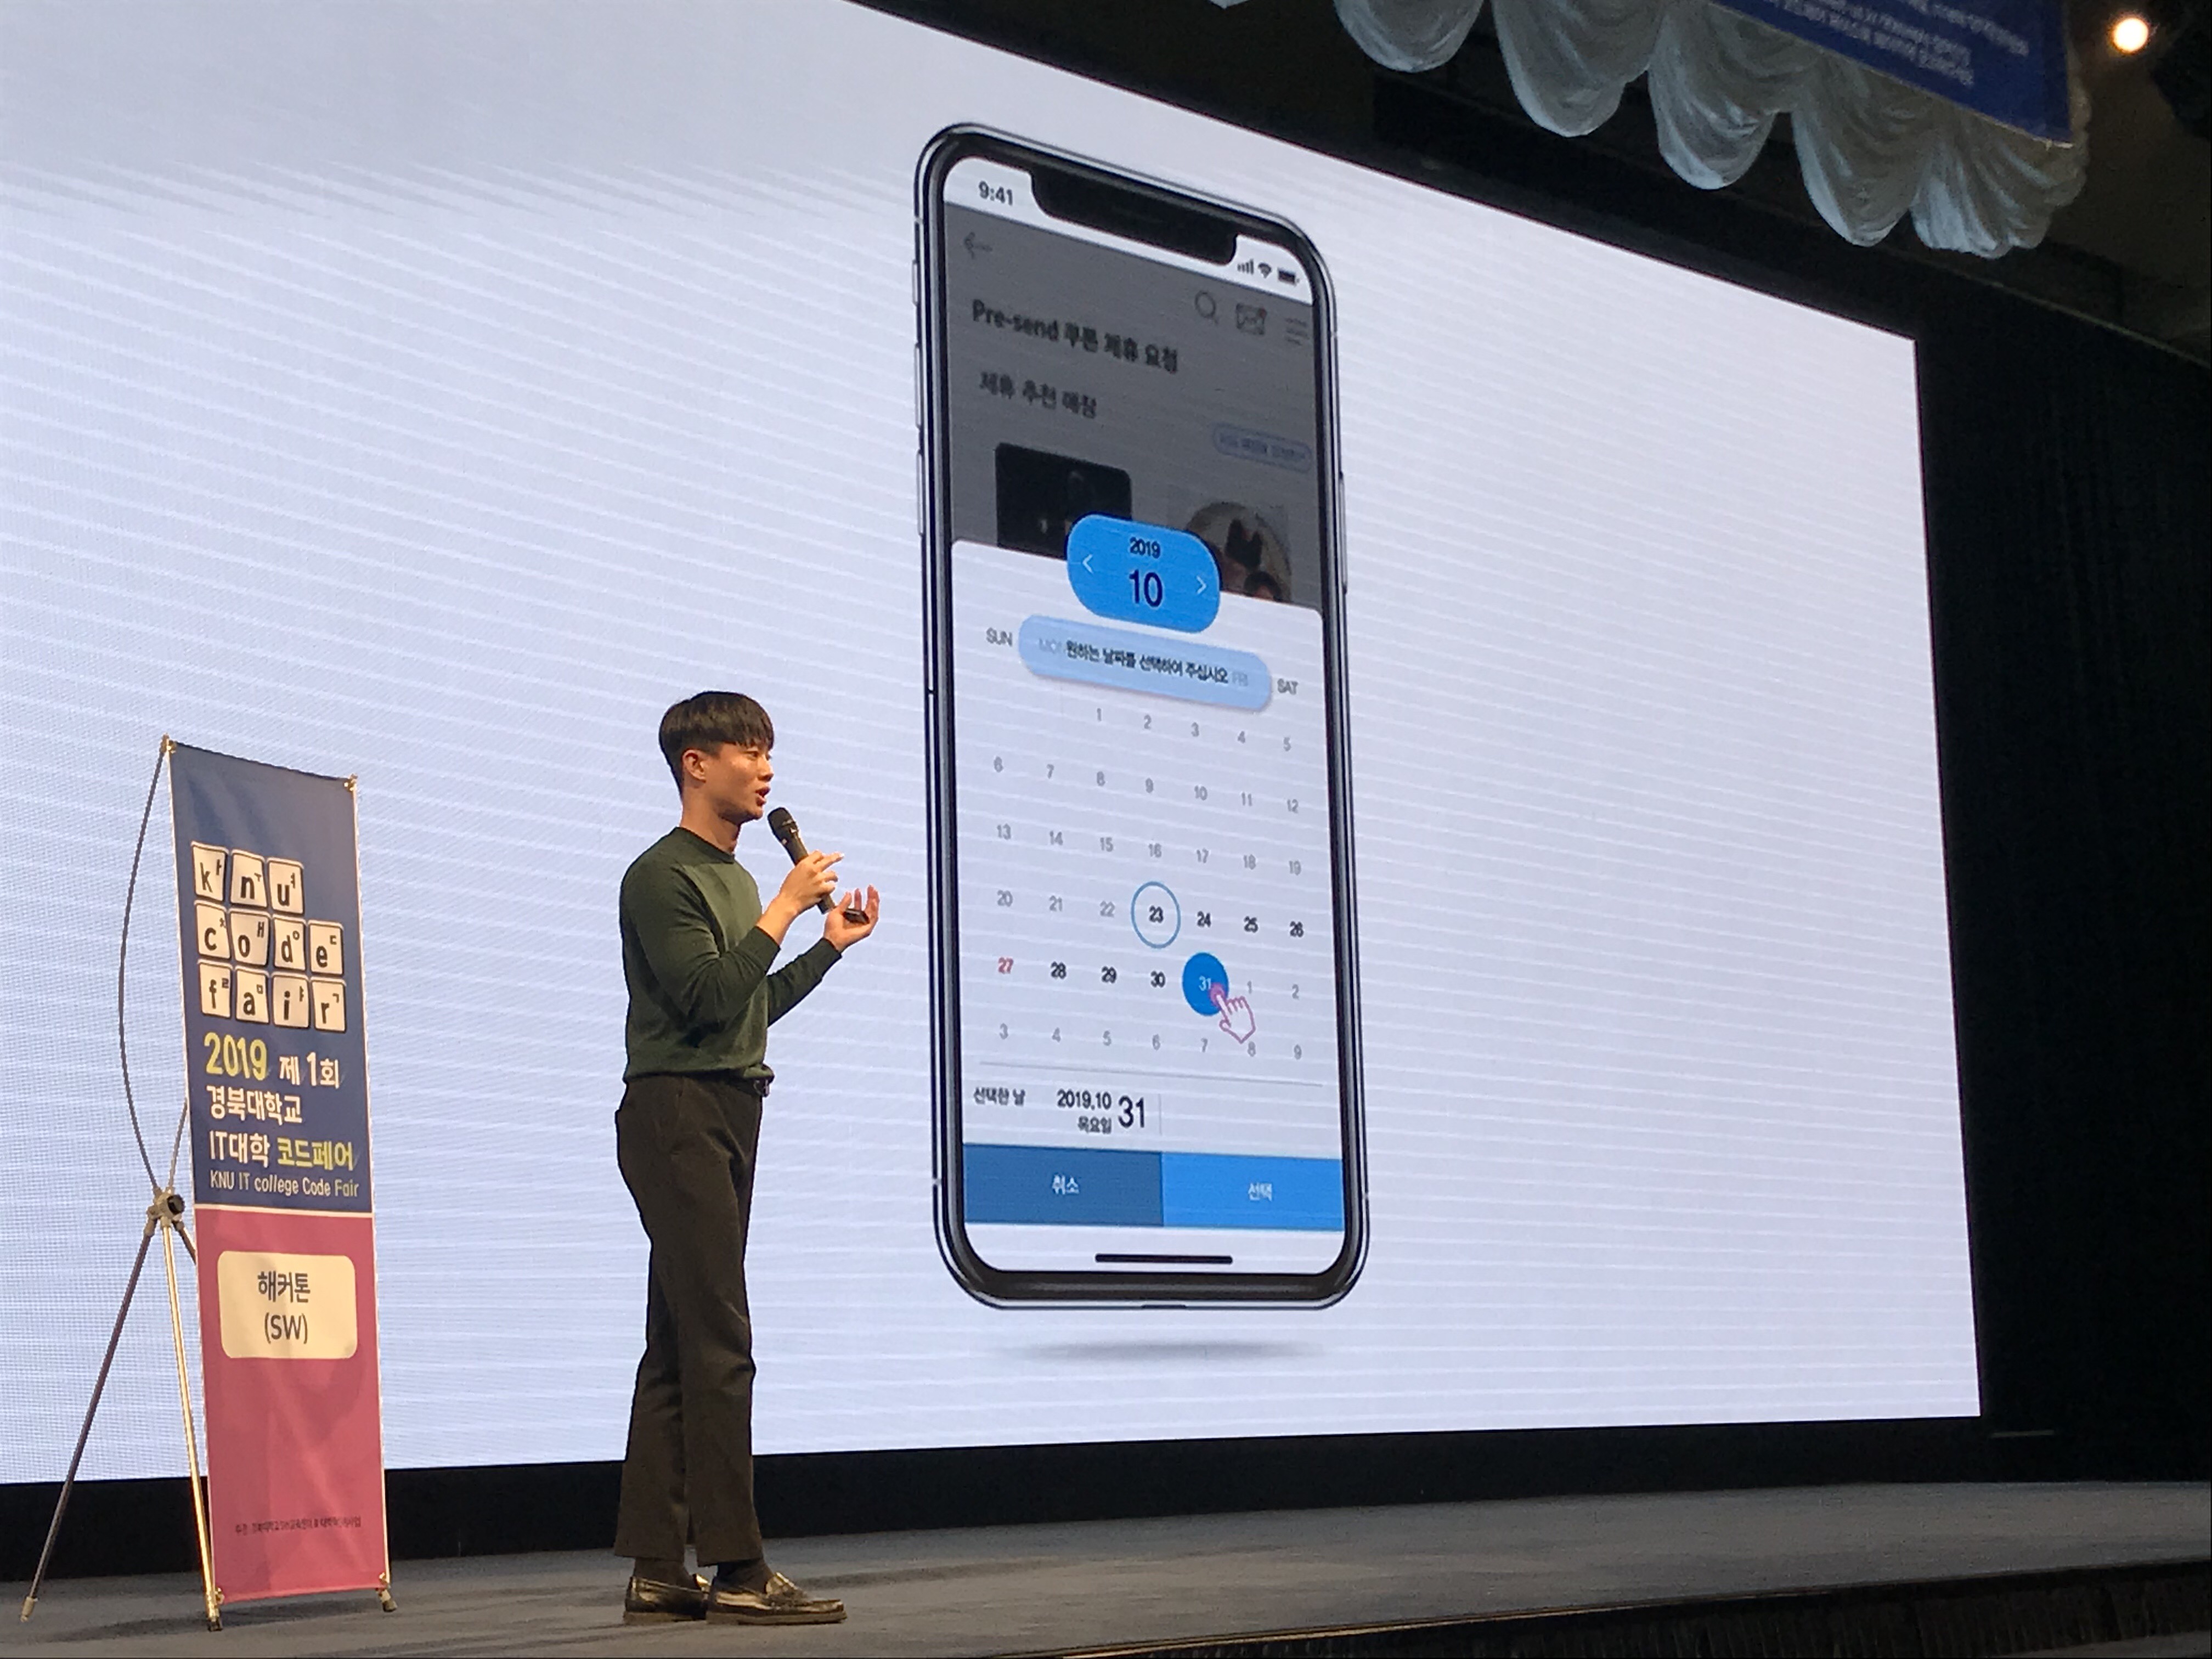 knu
code
fair
2019 제1회
경북대학교
IT대학 코드페어
KNU IT college Code Fair
해커톤
(SW)
9:41
Pre-send 쿠폰 제휴 요청
제휴 추천 매장
2019
< 10 >
SUN 원하는 날짜를 선택하여 주십시오 SAT
1 2 3 4 5
6 7 8 9 10 11 12
13 14 15 16 17 18 19
20 21 22 23 24 25 26
27 28 29 30 31 1 2
3 4 5 6 7 8 9
선택한 날 2019.10 31
목요일
취소 선택